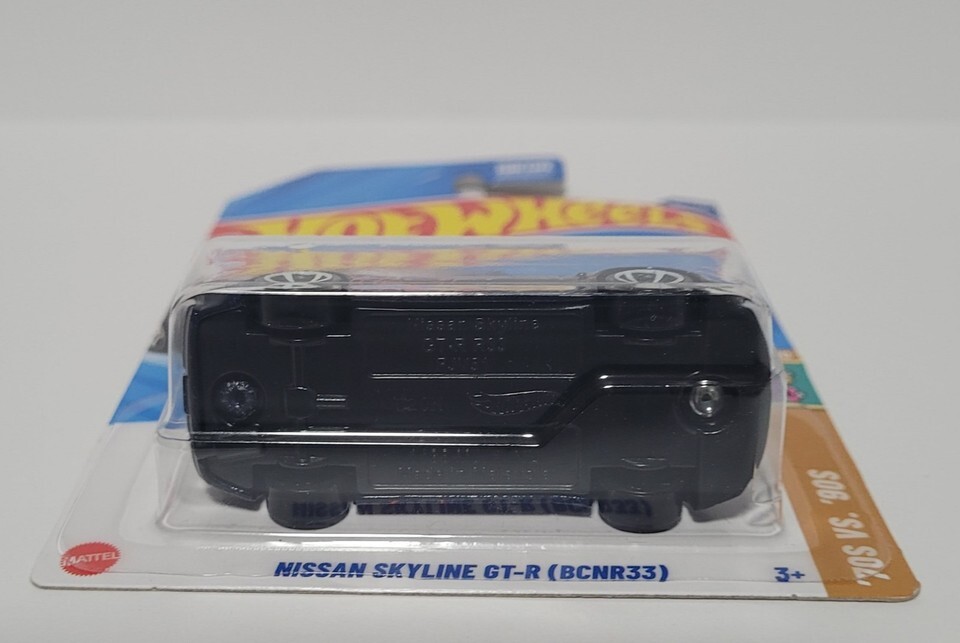 Hot Wheels
Nissan Skyline
GT-R R33
MATTEL
NISSAN SKYLINE GT-R (BCNR33)
3+
'70S VS. '90S